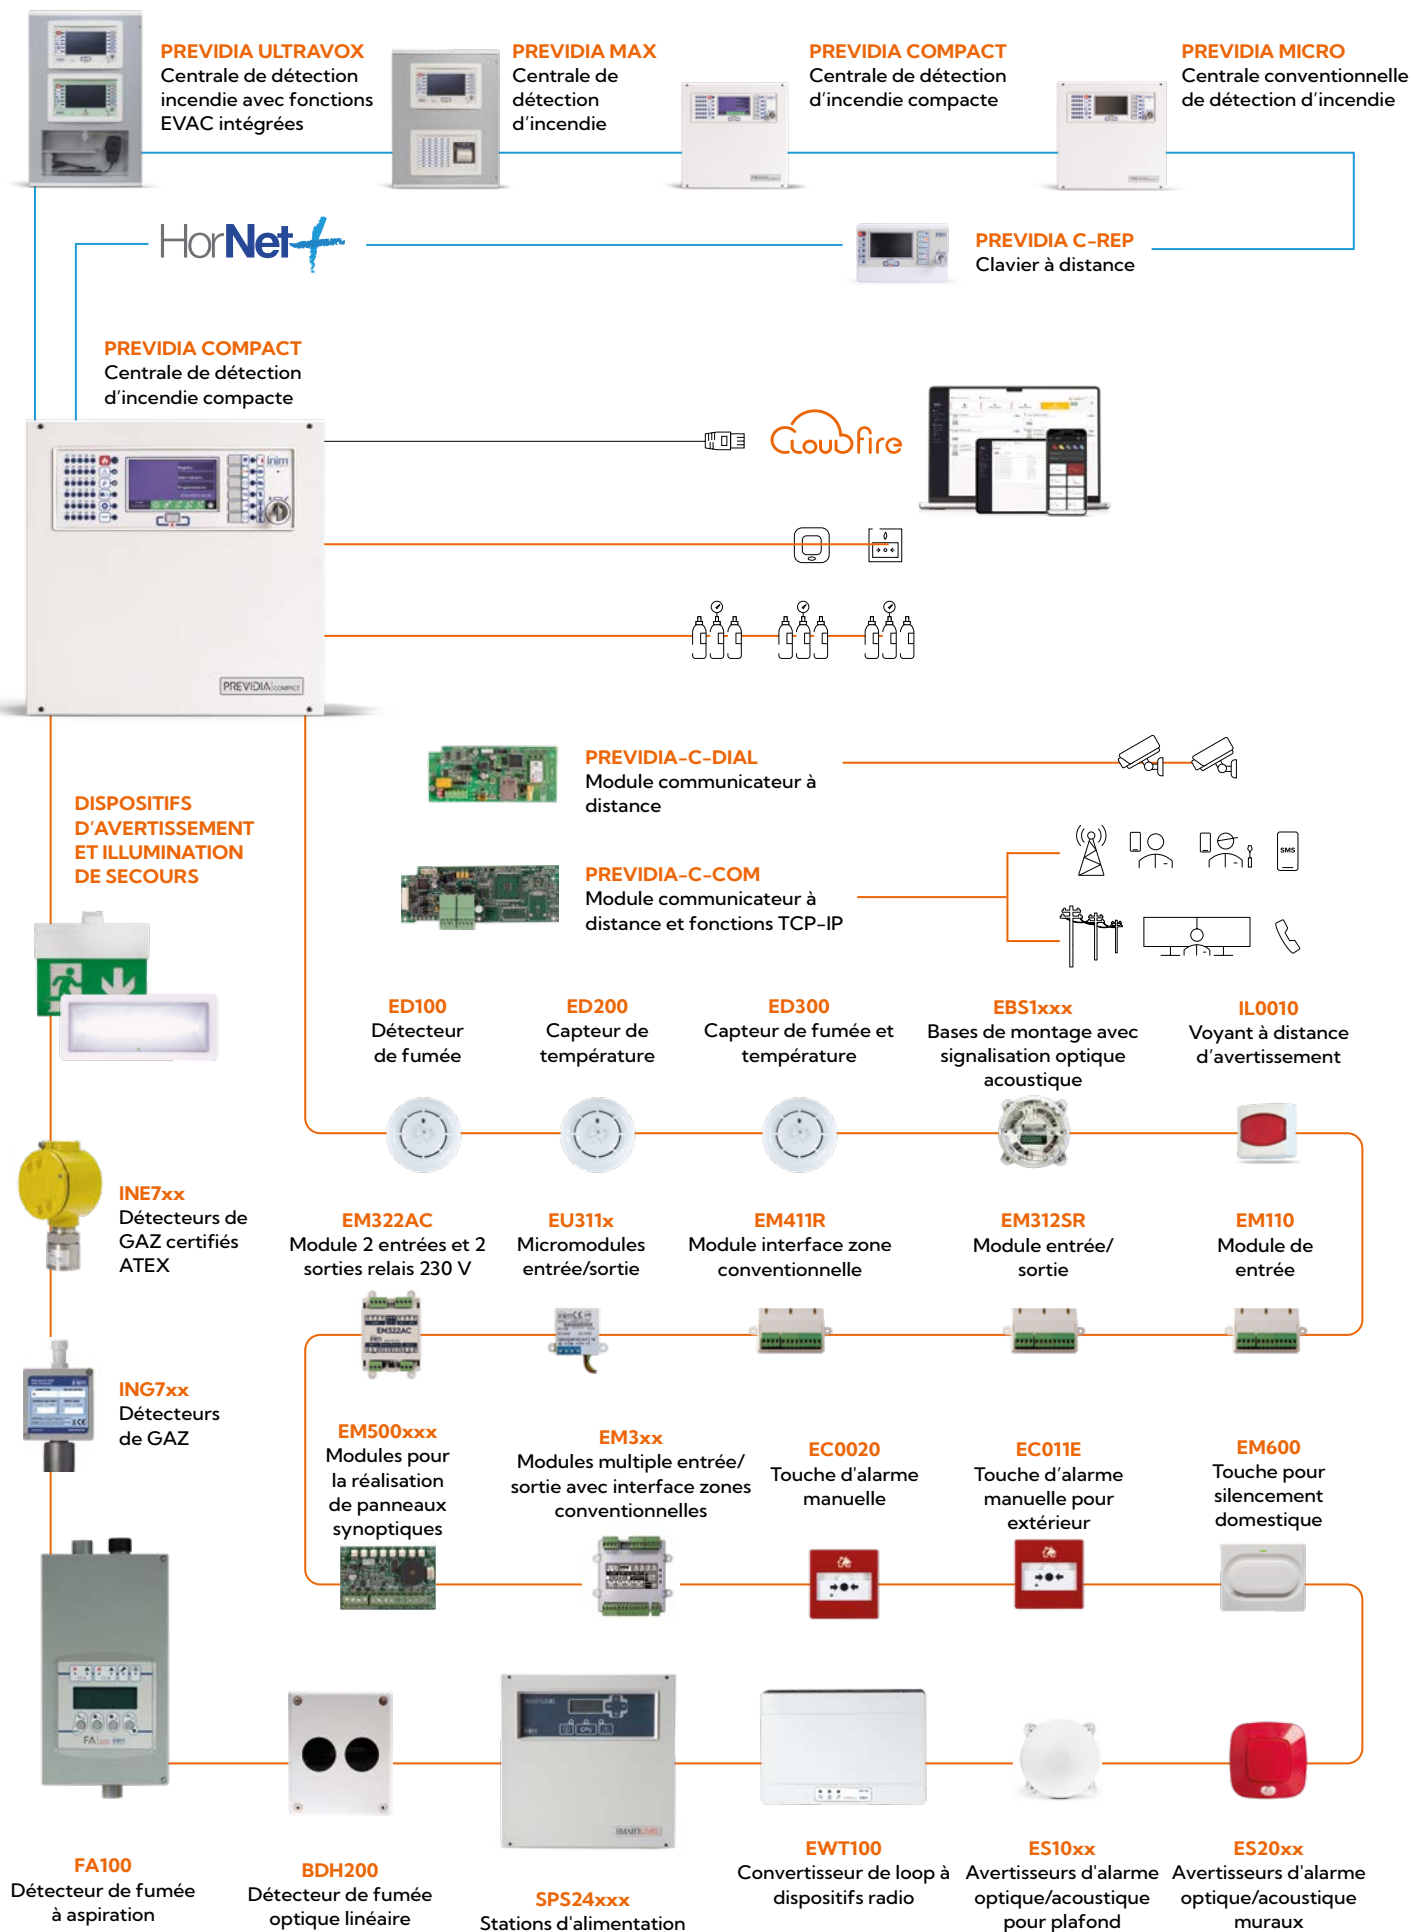 PREVIDIA ULTRAVOX
Centrale de détection
incendie avec fonctions
EVAC intégrées
PREVIDIA MAX
Centrale de
détection
d'incendie
PREVIDIA COMPACT
Centrale de détection
d'incendie compacte
PREVIDIA MICRO
Centrale conventionnelle
de détection d'incendie
HorNet+
PREVIDIA C-REP
Clavier à distance
PREVIDIA COMPACT
Centrale de détection
d'incendie compacte
inim
PREVIDIA COMPACT
Cloudfire
PREVIDIA-C-DIAL
Module communicateur à
distance
PREVIDIA-C-COM
Module communicateur à
distance et fonctions TCP-IP
SMS
DISPOSITIFS
D'AVERTISSEMENT
ET ILLUMINATION
DE SECOURS
ED100
Détecteur
de fumée
ED200
Capteur de
température
ED300
Capteur de fumée et
température
EBS1xxx
Bases de montage avec
signalisation optique
acoustique
IL0010
Voyant à distance
d'avertissement
INE7xx
Détecteurs de
GAZ certifiés
ATEX
EM322AC
Module 2 entrées et 2
sorties relais 230 V
EM322AC
EU311x
Micromodules
entrée/sortie
EM411R
Module interface zone
conventionnelle
EM312SR
Module entrée/
sortie
EM110
Module de
entrée
ING7xx
Détecteurs
de GAZ
EM500xxx
Modules pour
la réalisation
de panneaux
synoptiques
EM3xx
Modules multiple entrée/
sortie avec interface zones
conventionnelles
EC0020
Touche d'alarme
manuelle
EC011E
Touche d'alarme
manuelle pour
extérieur
EM600
Touche pour
silencement
domestique
FA100
Détecteur de fumée
à aspiration
BDH200
Détecteur de fumée
optique linéaire
CPU
SMARTLEVEL
SPS24xxx
Stations d'alimentation
EWT100
Convertisseur de loop à
dispositifs radio
ES10xx
Avertisseurs d'alarme
optique/acoustique
pour plafond
ES20xx
Avertisseurs d'alarme
optique/acoustique
muraux